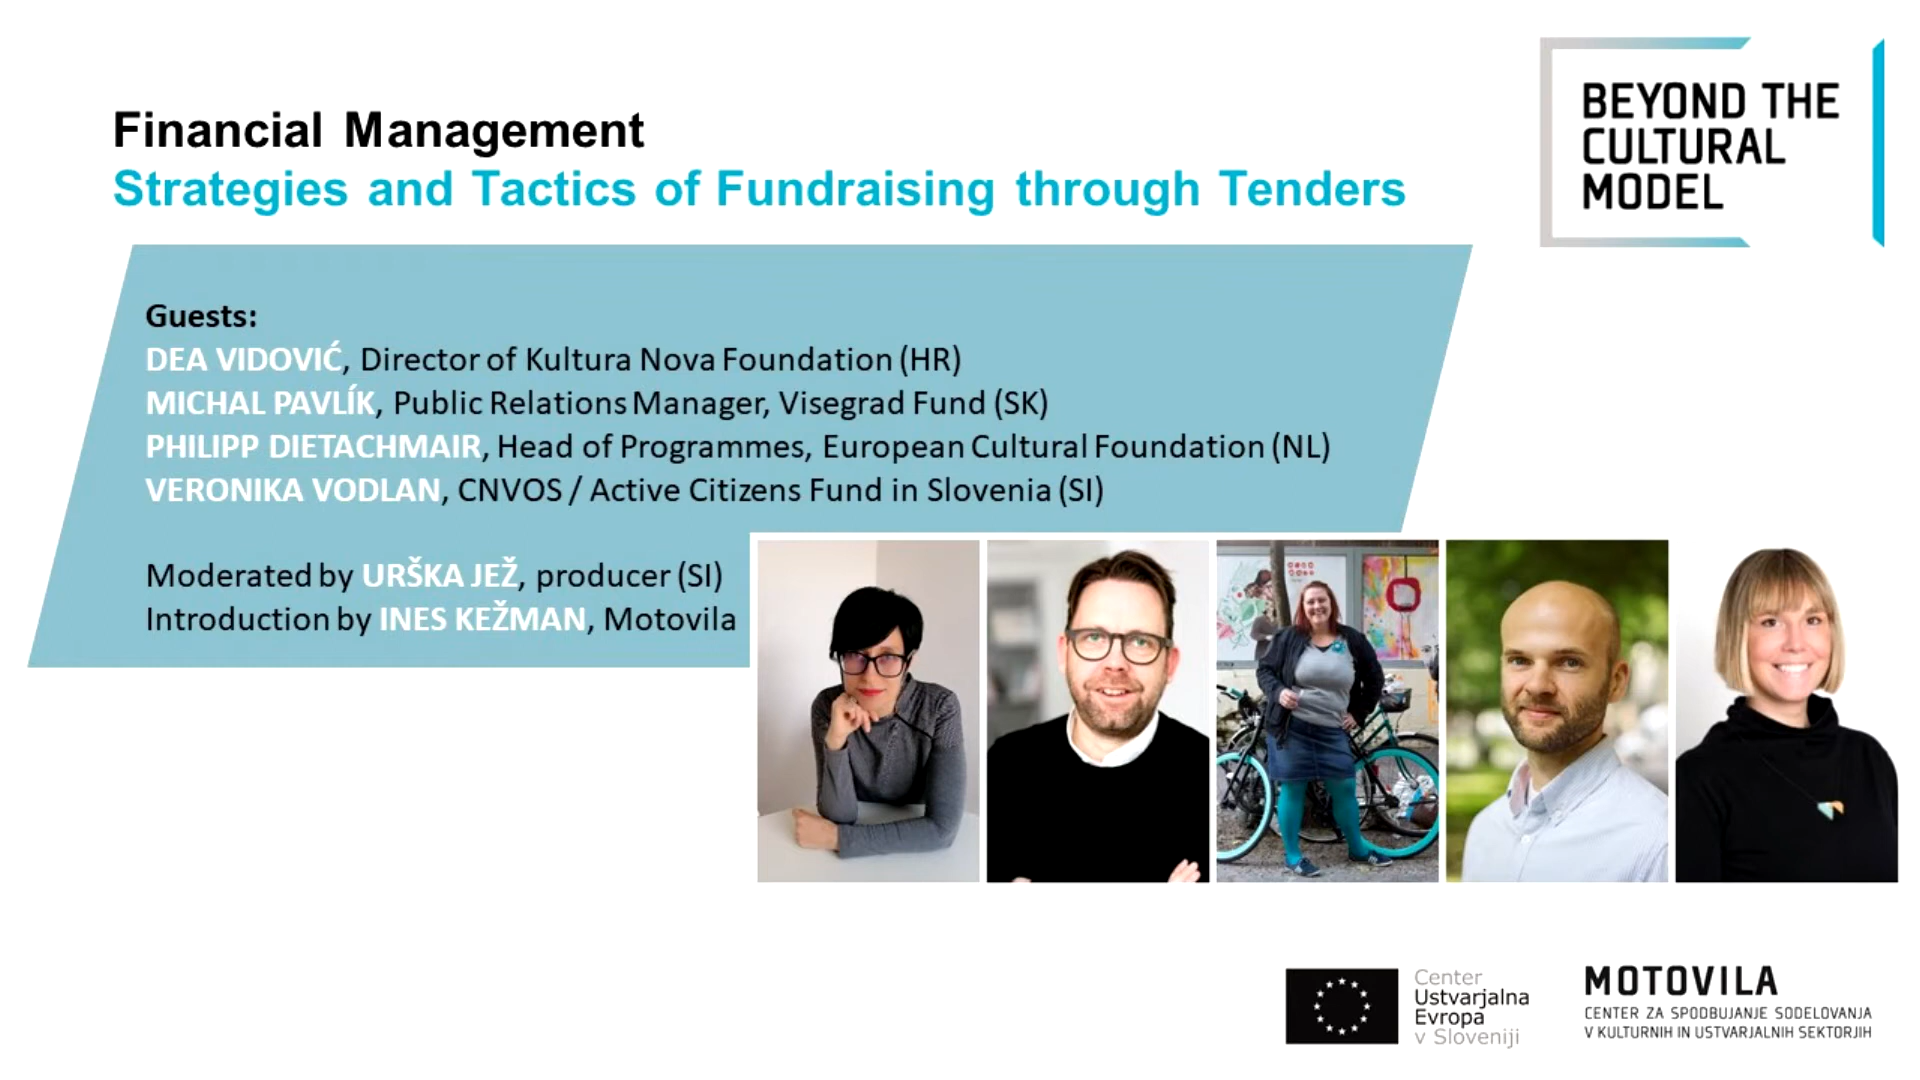 Financial Management
Strategies and Tactics of Fundraising through Tenders
BEYOND THE
CULTURAL
MODEL
Guests:
DEA VIDOVIĆ, Director of Kultura Nova Foundation (HR)
MICHAL PAVLÍK, Public Relations Manager, Visegrad Fund (SK)
PHILIPP DIETACHMAIR, Head of Programmes, European Cultural Foundation (NL)
VERONIKA VODLAN, CNVOS / Active Citizens Fund in Slovenia (SI)
Moderated by URŠKA JEŽ, producer (SI)
Introduction by INES KEŽMAN, Motovila
Center
Ustvarjalna
Evropa
v Sloveniji
MOTOVILA
CENTER ZA SPODBUJANJE SODELOVANJA
V KULTURNIH IN USTVARJALNIH SEKTORJIH